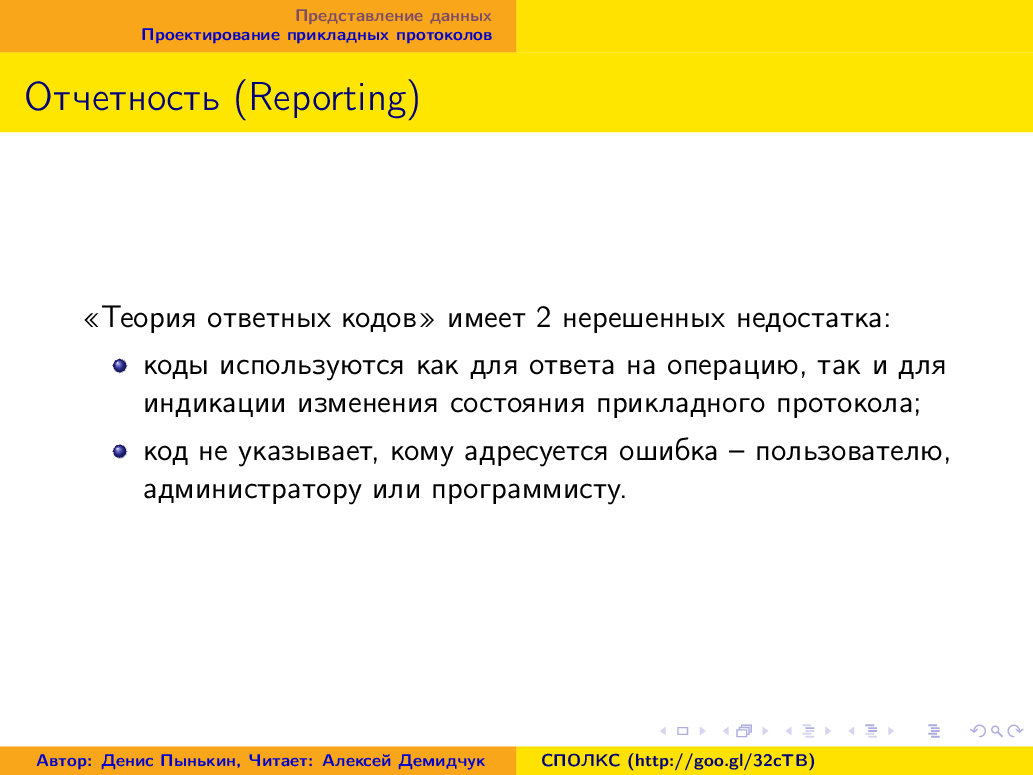 Представление данных
Проектирование прикладных протоколов
Отчетность (Reporting)
«Теория ответных кодов» имеет 2 нерешенных недостатка:
коды используются как для ответа на операцию, так и для
индикации изменения состояния прикладного протокола;
код не указывает, кому адресуется ошибка – пользователю,
администратору или программисту.
Автор: Денис Пынькин, Читает: Алексей Демидчук
СПОЛКС (http://goo.gl/32cTB)